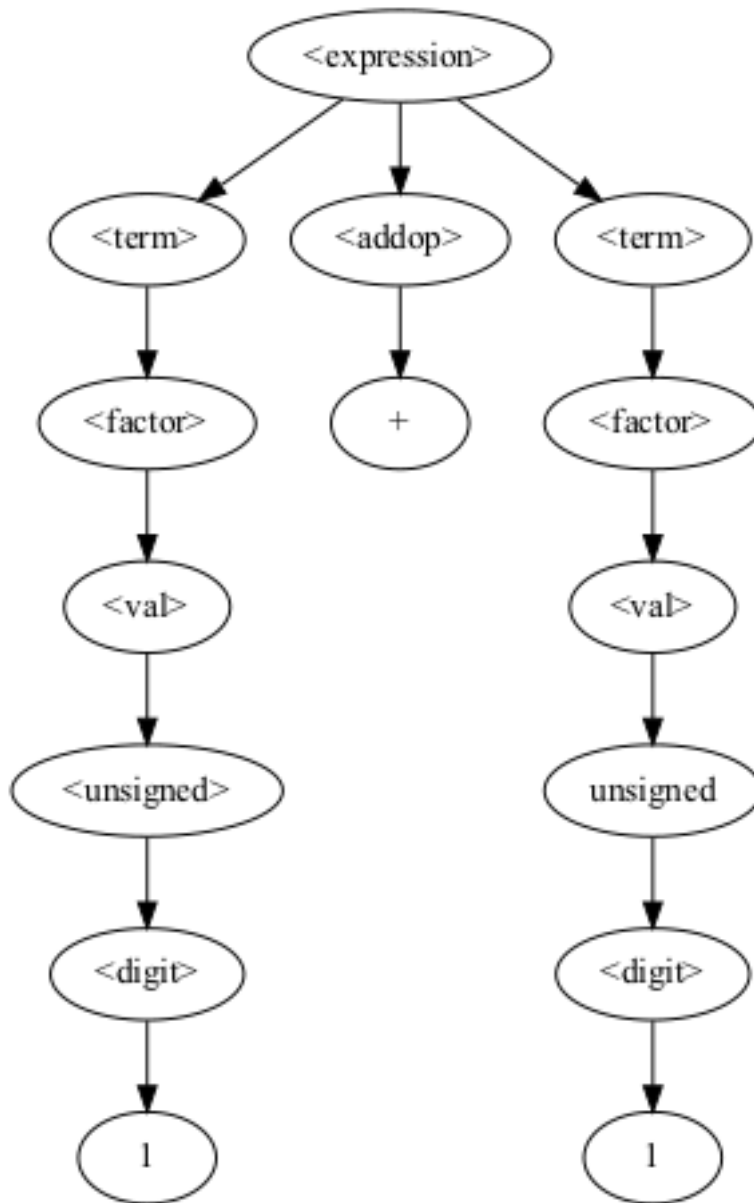 <expression>
<term> <addop> <term>
<factor> + <factor>
<val> <val>
<unsigned> unsigned
<digit> <digit>
1 1